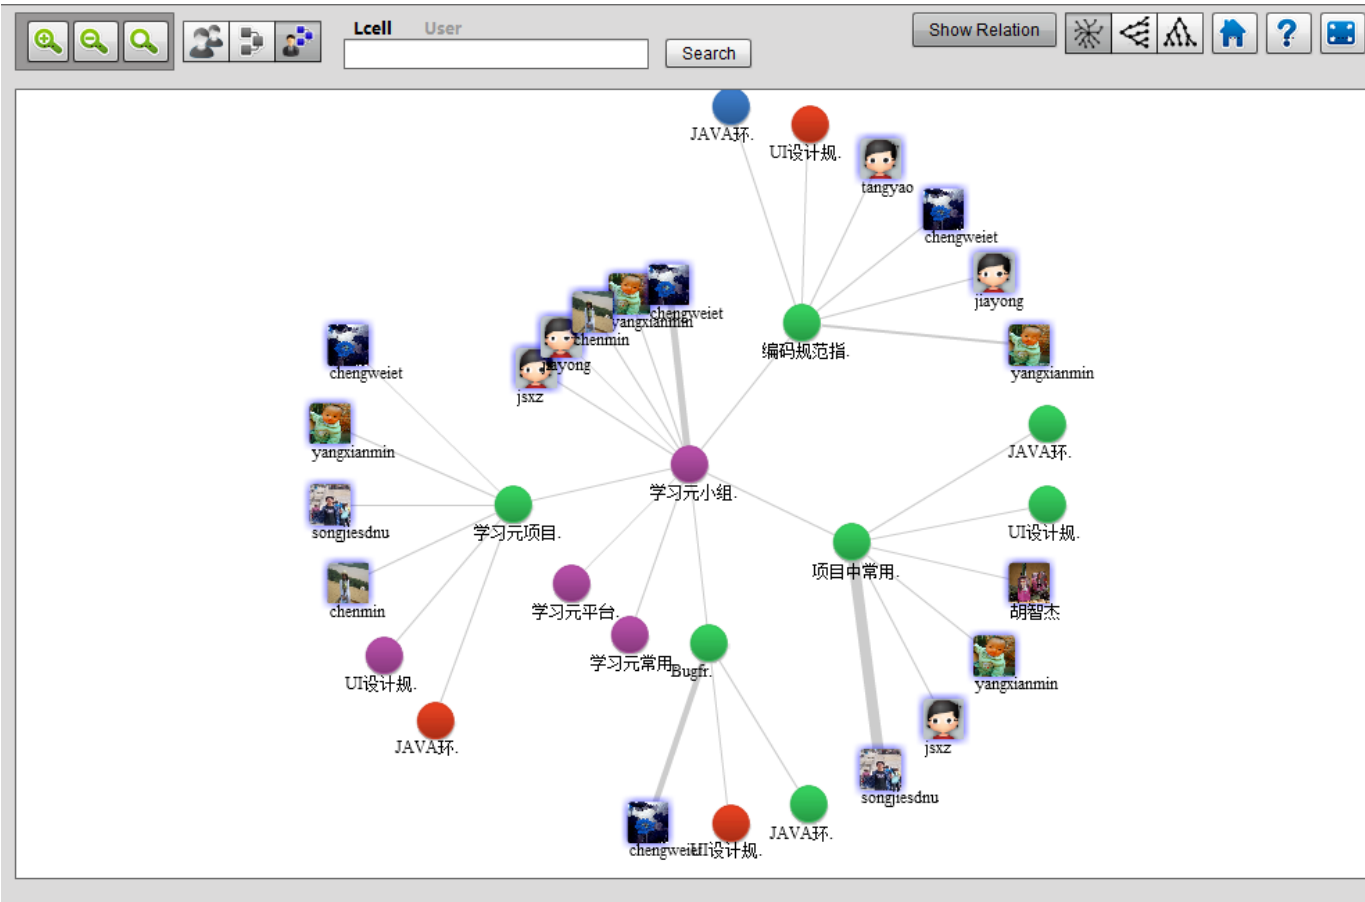 Lcell User
Search
Show Relation
JAVA环.
UI设计规.
tangyao
chengweiet
jiayong
编码规范指.
yangxianmin
chengweiet
yangxianmin
chenmin
jiayong
jsxz
chengweiet
yangxianmin
songjiesdnu
chenmin
学习元项目.
学习元小组.
UI设计规.
JAVA环.
学习元平台.
学习元常用.
Bugfr.
chengweiet
UI设计规.
JAVA环.
项目中常用.
JAVA环.
UI设计规.
胡智杰
yangxianmin
jsxz
songjiesdnu